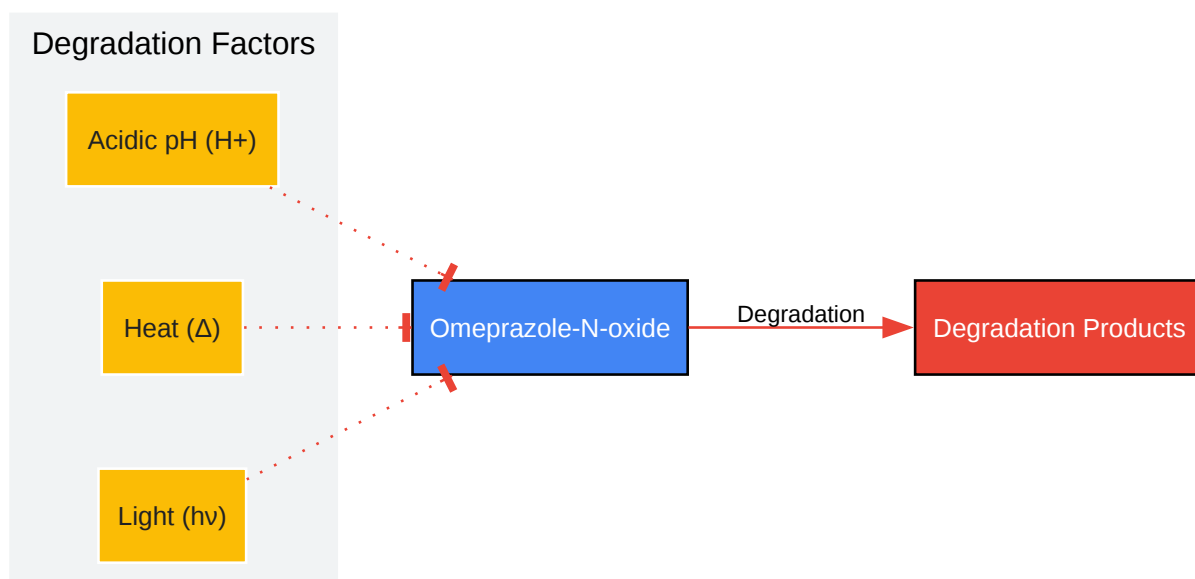 Degradation Factors
Acidic pH (H+)
Heat (Δ)
Light (hν)
Omeprazole-N-oxide
Degradation
Degradation Products